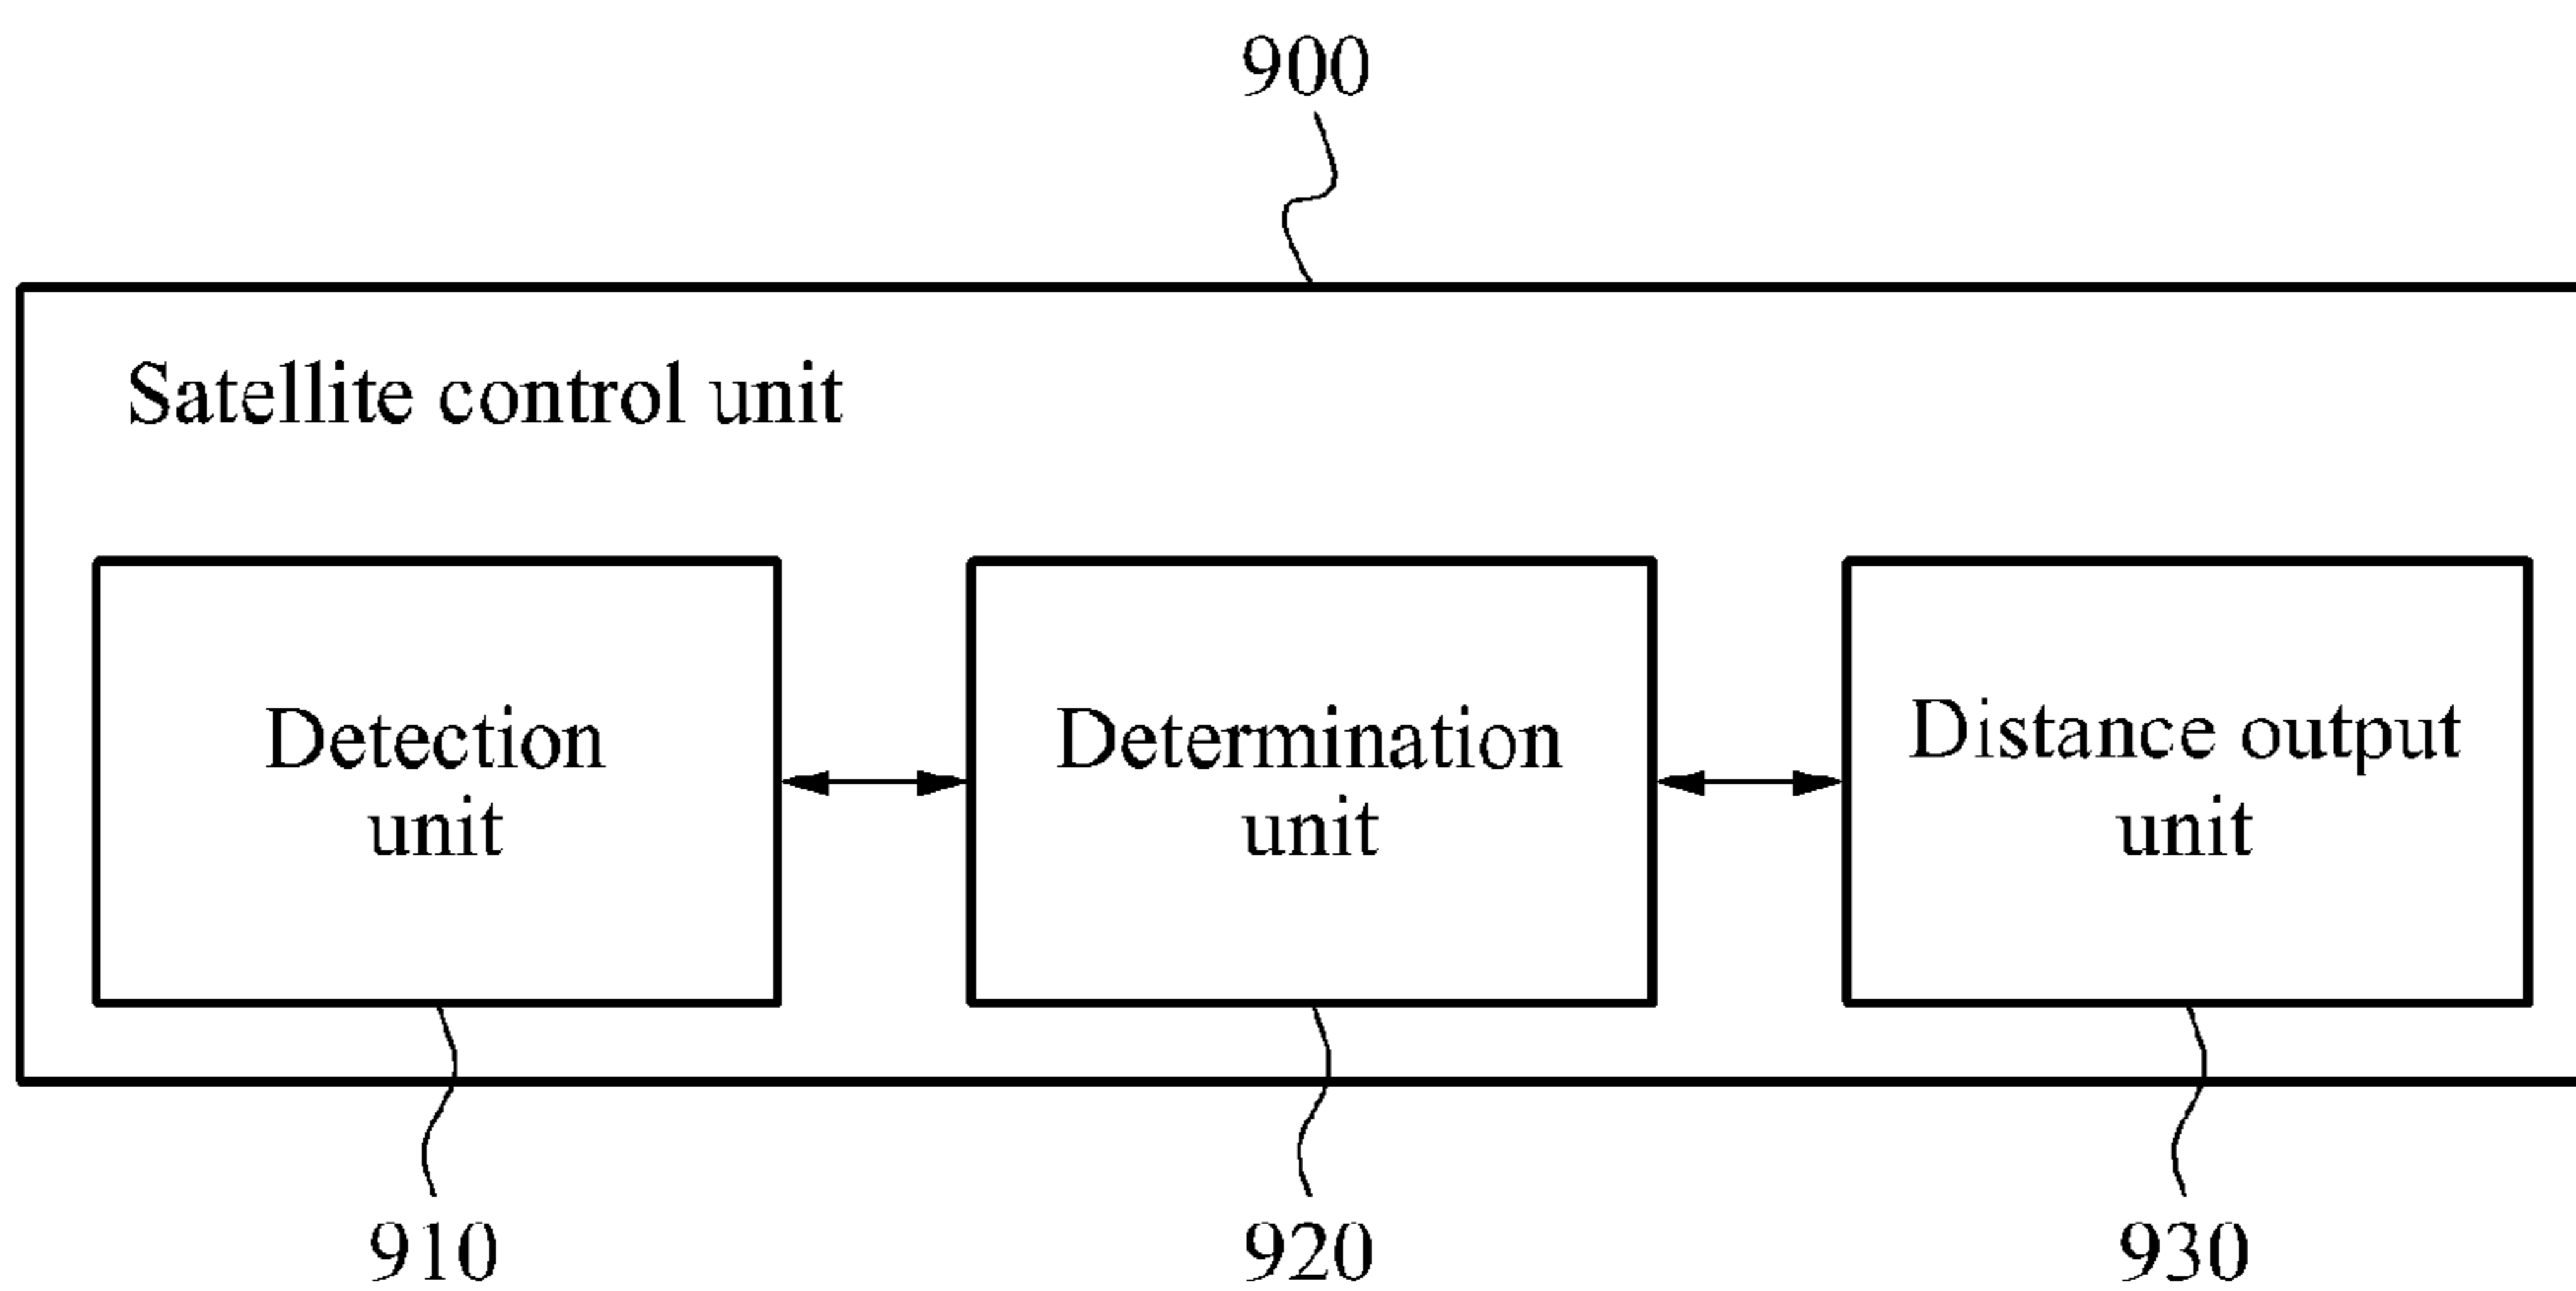 900
Satellite control unit
Detection
unit
Determination
unit
Distance output
unit
910
920
930